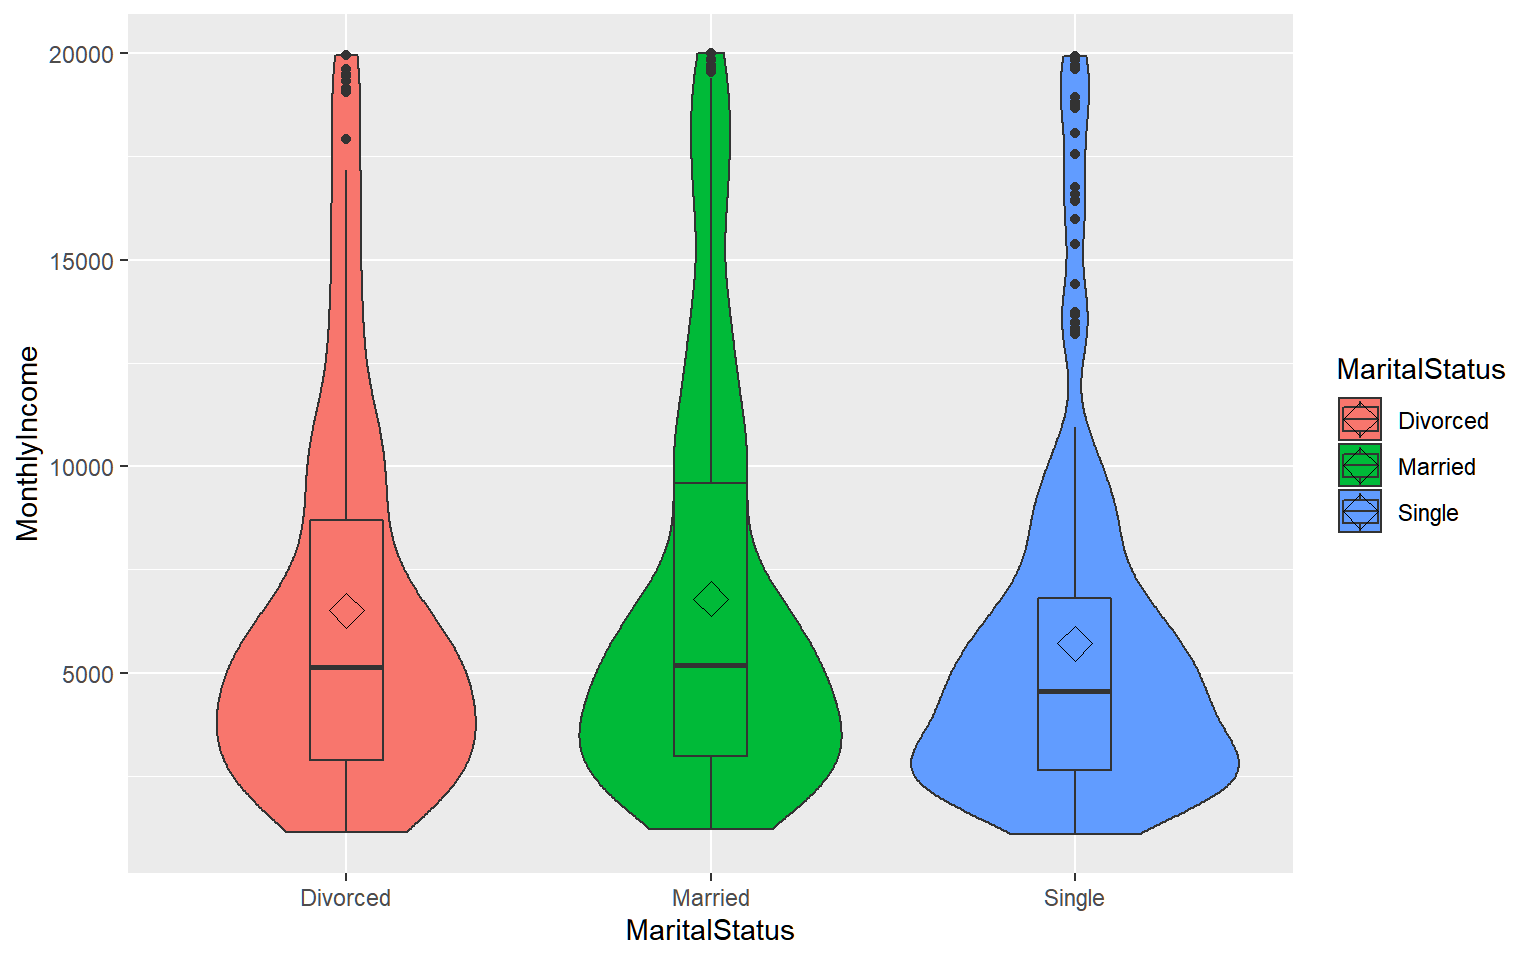 20000
15000
10000
5000
MonthlyIncome
Divorced
Married
Single
MaritalStatus
MaritalStatus
Divorced
Married
Single